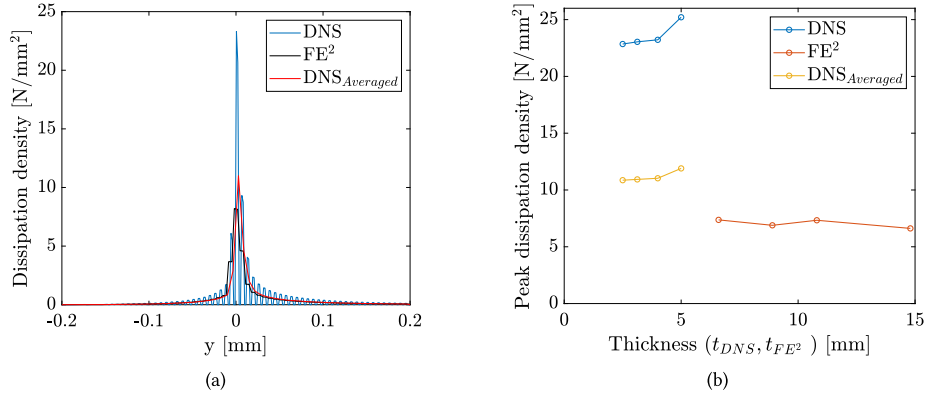 25
20
15
10
5
0
-0.2
-0.1
0
0.1
0.2
y [mm]
Dissipation density [N/mm²]
DNS
FE²
DNS_Averaged
(a)
25
20
15
10
5
0
0
5
10
15
Thickness (t_DNS, t_FE² ) [mm]
Peak dissipation density [N/mm²]
DNS
FE²
DNS_Averaged
(b)